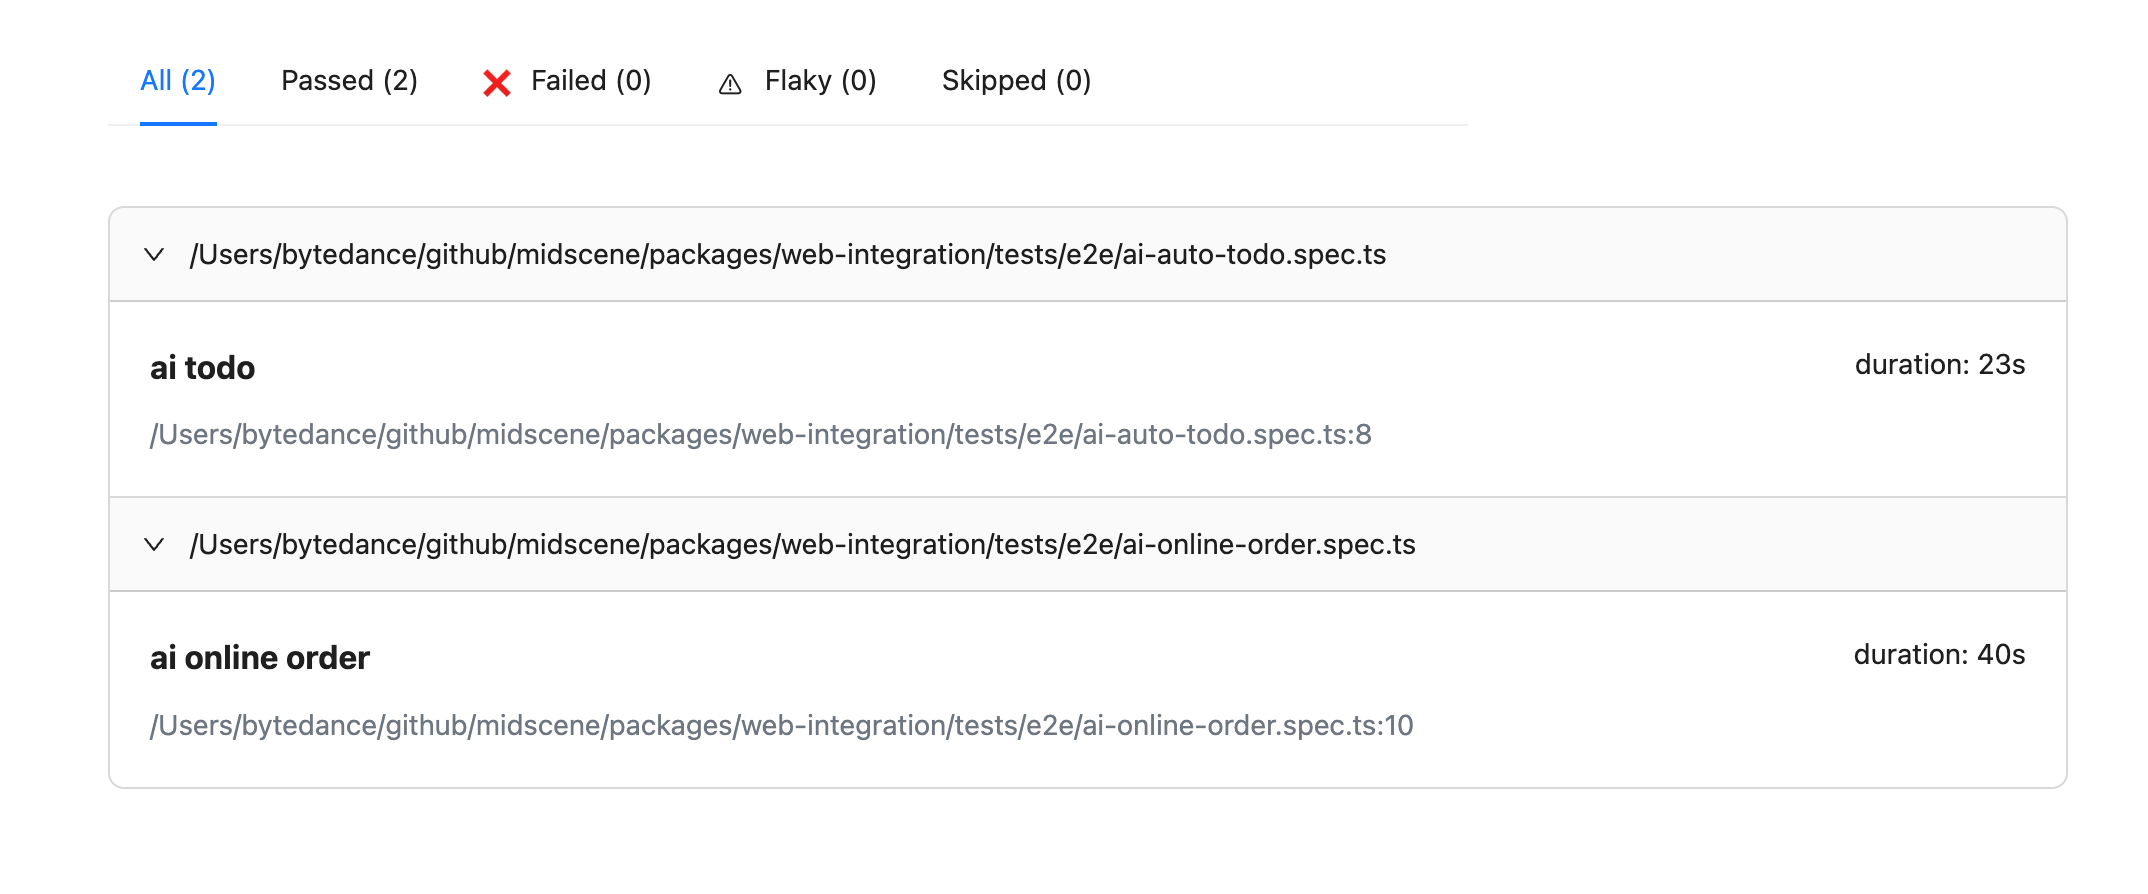 All (2) Passed (2) Failed (0) Flaky (0) Skipped (0)
/Users/bytedance/github/midscene/packages/web-integration/tests/e2e/ai-auto-todo.spec.ts
ai todo duration: 23s
/Users/bytedance/github/midscene/packages/web-integration/tests/e2e/ai-auto-todo.spec.ts:8
/Users/bytedance/github/midscene/packages/web-integration/tests/e2e/ai-online-order.spec.ts
ai online order duration: 40s
/Users/bytedance/github/midscene/packages/web-integration/tests/e2e/ai-online-order.spec.ts:10